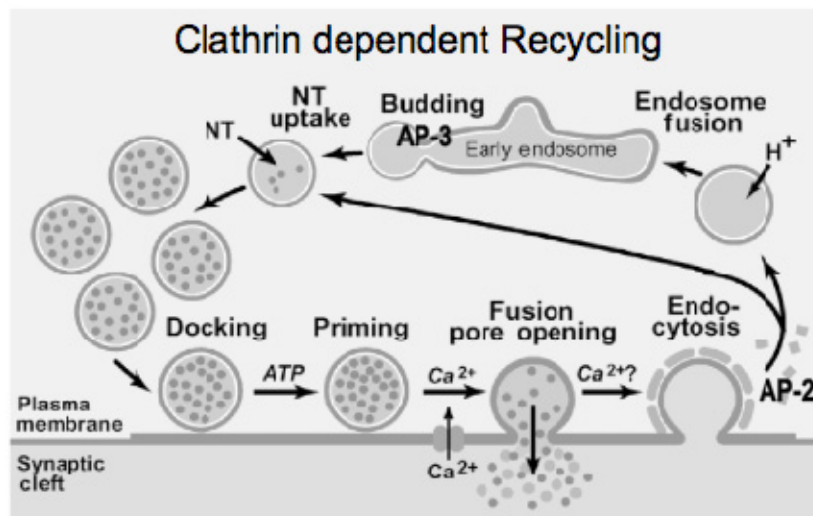 Clathrin dependent Recycling
NT
uptake
NT
Budding
AP-3
Early endosome
Endosome
fusion
H+
Docking
Priming
Fusion
pore opening
Endo-
cytosis
ATP
Ca2+
Ca2+?
AP-2
Plasma
membrane
Synaptic
cleft
Ca2+